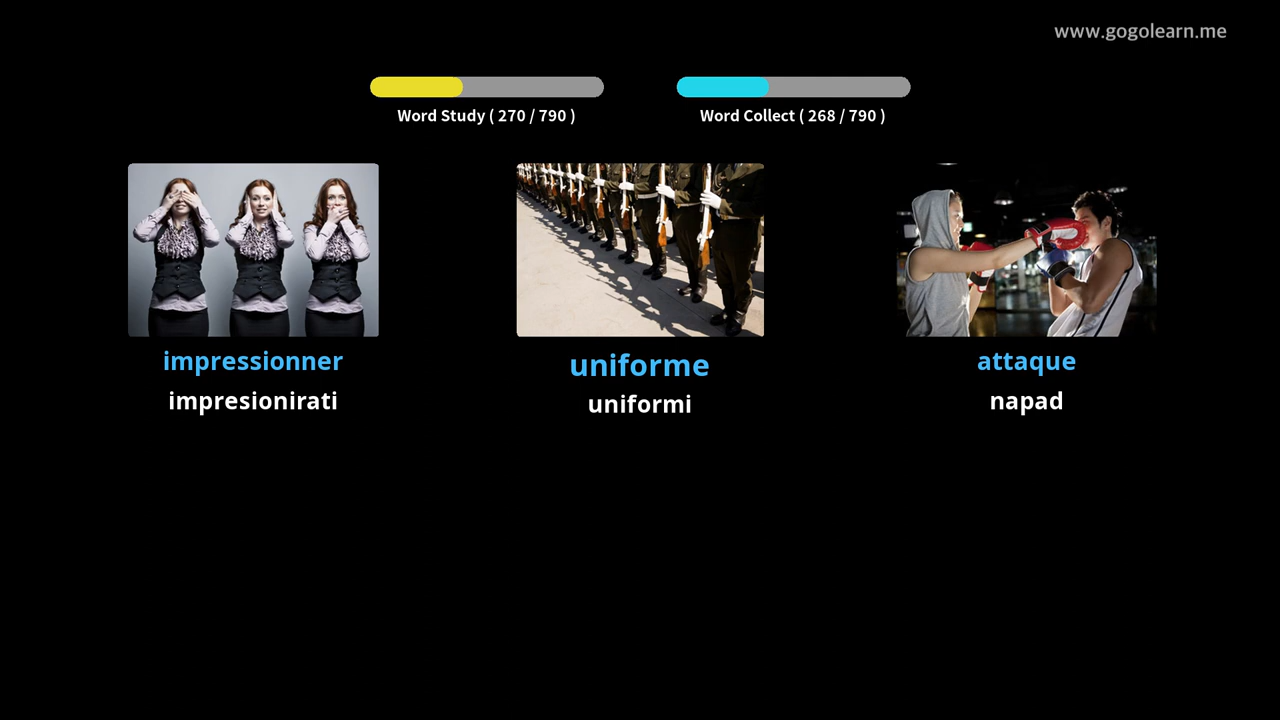 www.gogolearn.me
Word Study ( 270 / 790 )
Word Collect ( 268 / 790 )
impressionner
impresionirati
uniforme
uniformi
attaque
napad